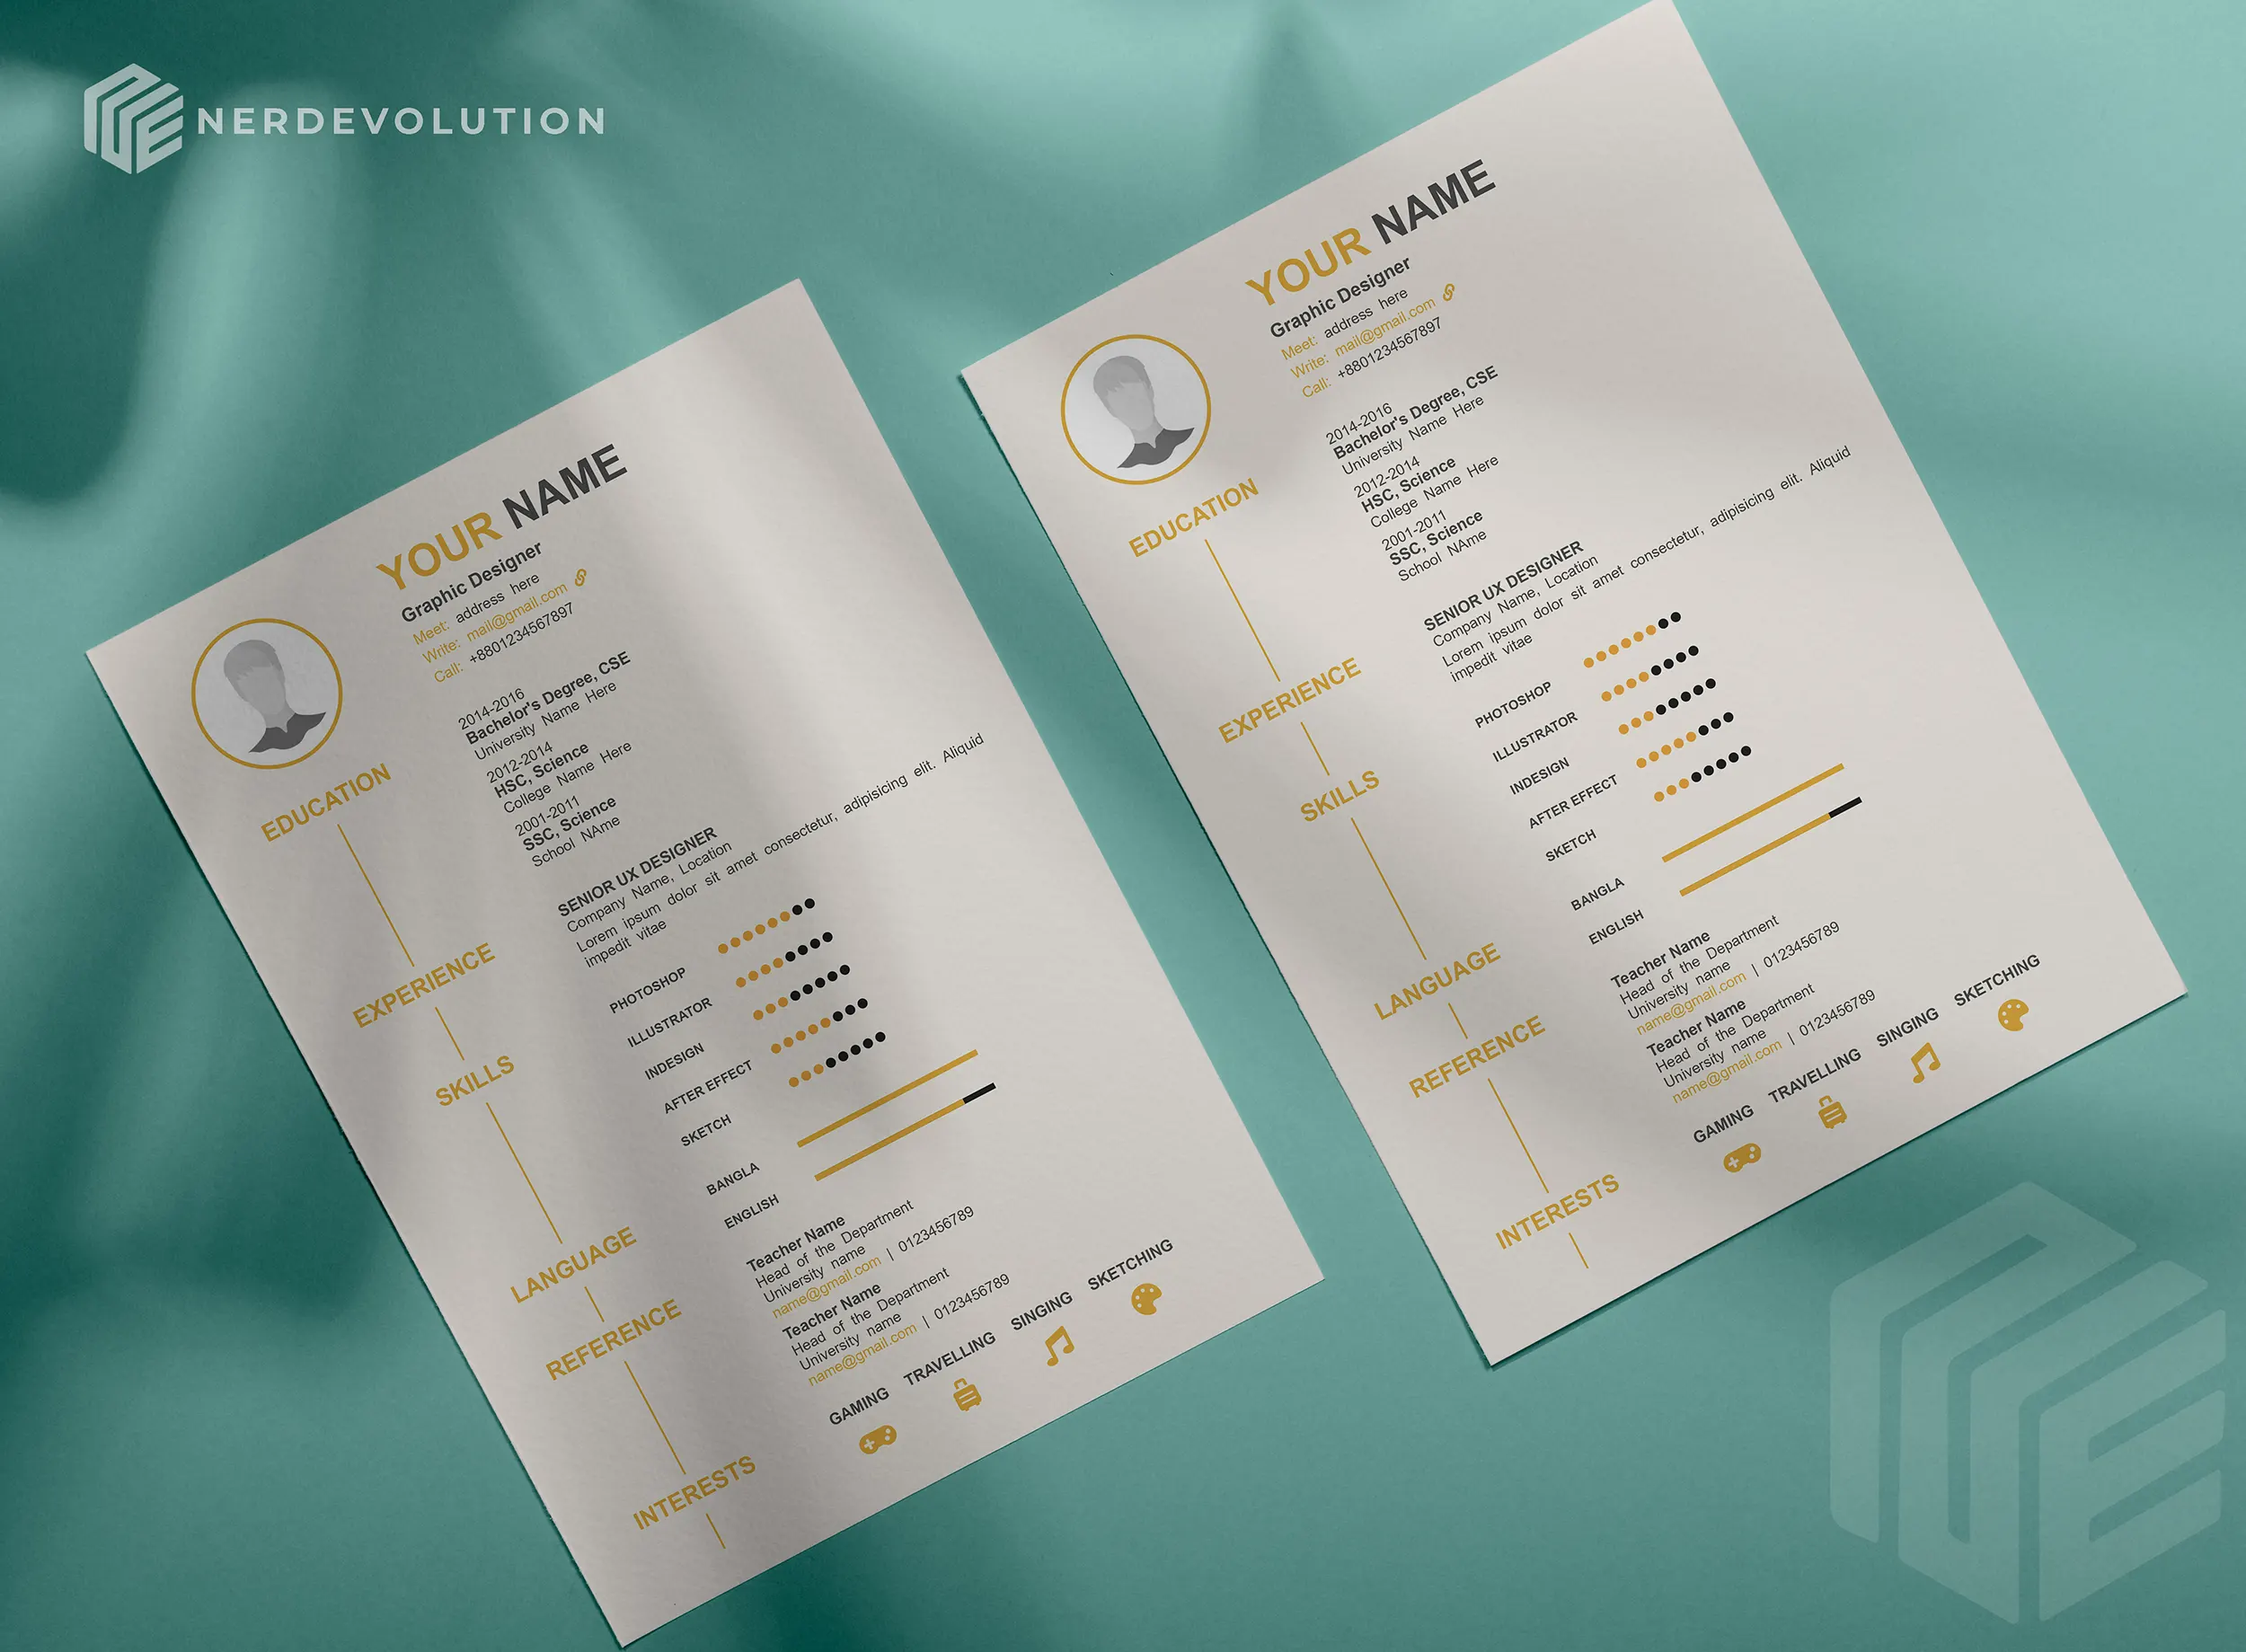 NERDEVOLUTION
YOUR NAME
Graphic Designer
Meet: address here
Write: mail@gmail.com
Call: +8801234567897
EDUCATION
2014-2016
Bachelor's Degree, CSE
University Name Here
2012-2014
HSC, Science
College Name Here
2001-2011
SSC, Science
School NAme
EXPERIENCE
SENIOR UX DESIGNER
Company Name, Location
Lorem ipsum dolor sit amet consectetur, adipisicing elit. Aliquid
impedit vitae
SKILLS
PHOTOSHOP
ILLUSTRATOR
INDESIGN
AFTER EFFECT
SKETCH
LANGUAGE
BANGLA
ENGLISH
REFERENCE
Teacher Name
Head of the Department
University name
name@gmail.com | 0123456789
Teacher Name
Head of the Department
University name
name@gmail.com | 0123456789
INTERESTS
GAMING TRAVELLING SINGING SKETCHING
YOUR NAME
Graphic Designer
Meet: address here
Write: mail@gmail.com
Call: +8801234567897
EDUCATION
2014-2016
Bachelor's Degree, CSE
University Name Here
2012-2014
HSC, Science
College Name Here
2001-2011
SSC, Science
School NAme
EXPERIENCE
SENIOR UX DESIGNER
Company Name, Location
Lorem ipsum dolor sit amet consectetur, adipisicing elit. Aliquid
impedit vitae
SKILLS
PHOTOSHOP
ILLUSTRATOR
INDESIGN
AFTER EFFECT
SKETCH
LANGUAGE
BANGLA
ENGLISH
REFERENCE
Teacher Name
Head of the Department
University name
name@gmail.com | 0123456789
Teacher Name
Head of the Department
University name
name@gmail.com | 0123456789
INTERESTS
GAMING TRAVELLING SINGING SKETCHING